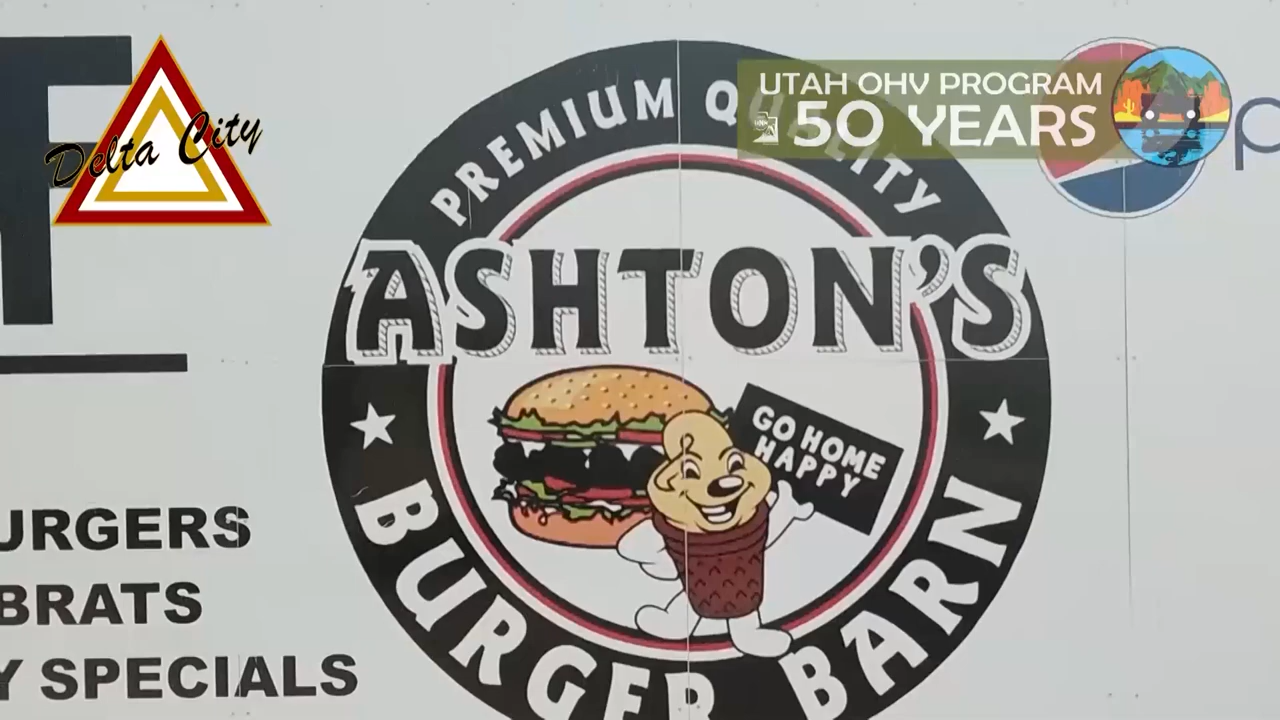 Delta City
UTAH OHV PROGRAM
50 YEARS
PREMIUM QUALITY
ASHTON'S
GO HOME
HAPPY
BURGER BARN
URGERS
BRATS
Y SPECIALS